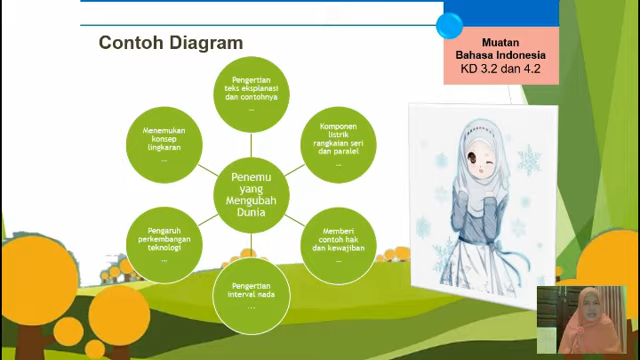 Contoh Diagram
Muatan
Bahasa Indonesia
KD 3.2 dan 4.2
Pengertian
teks eksplanasi
dan contohnya
...
Komponen
listrik
rangkaian seri
dan paralel
...
Memberi
contoh hak
dan kewajiban
...
Pengertian
interval nada
...
Pengaruh
perkembangan
teknologi
...
Menemukan
konsep
lingkaran
...
Penemu
yang
Mengubah
Dunia